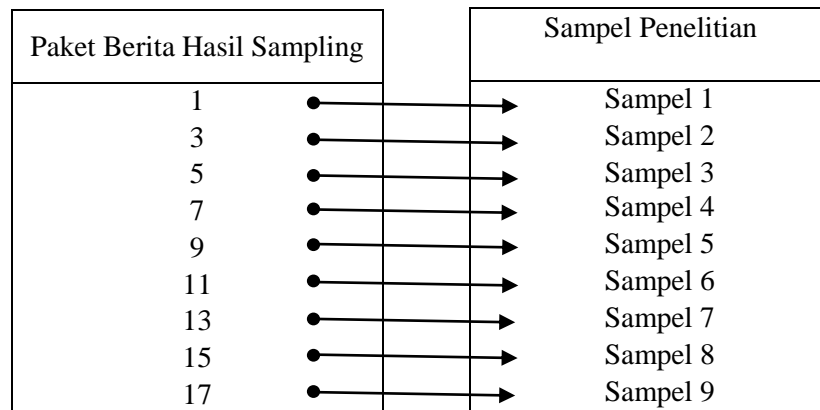 Paket Berita Hasil Sampling
Sampel Penelitian
1
Sampel 1
3
Sampel 2
5
Sampel 3
7
Sampel 4
9
Sampel 5
11
Sampel 6
13
Sampel 7
15
Sampel 8
17
Sampel 9